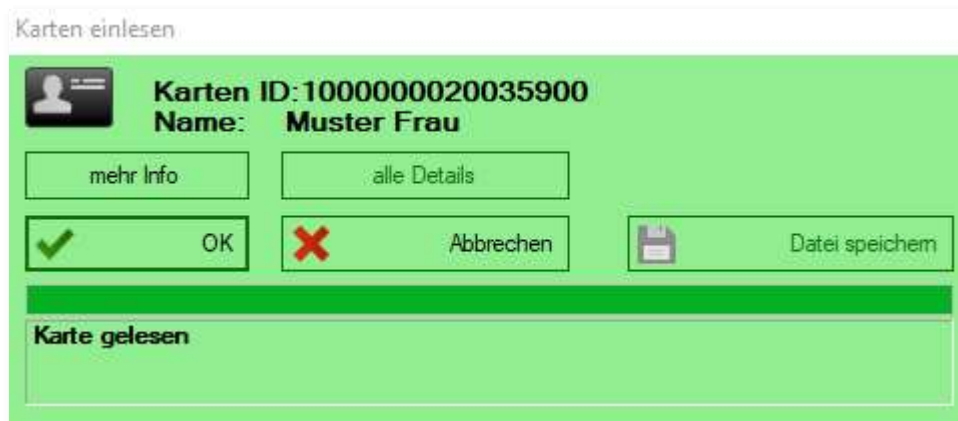 Karten einlesen
Karten ID:1000000020035900
Name: Muster Frau
mehr Info alle Details
OK Abbrechen Datei speichern
Karte gelesen